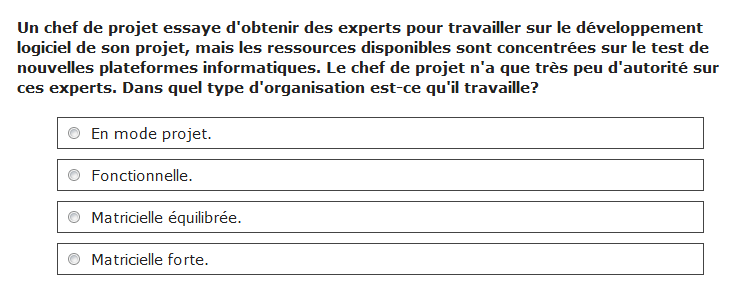 Un chef de projet essaye d'obtenir des experts pour travailler sur le développement
logiciel de son projet, mais les ressources disponibles sont concentrées sur le test de
nouvelles plateformes informatiques. Le chef de projet n'a que très peu d'autorité sur
ces experts. Dans quel type d'organisation est-ce qu'il travaille?
En mode projet.
Fonctionnelle.
Matricielle équilibrée.
Matricielle forte.